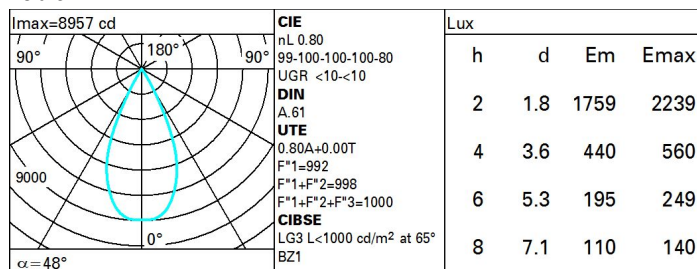 Imax=8957 cd
90° 180° 90°
9000
0°
α=48°
CIE
nL 0.80
99-100-100-100-80
UGR <10-<10
DIN
A.61
UTE
0.80A+0.00T
F"1=992
F"1+F"2=998
F"1+F"2+F"3=1000
CIBSE
LG3 L<1000 cd/m² at 65°
BZ1
Lux
h d Em Emax
2 1.8 1759 2239
4 3.6 440 560
6 5.3 195 249
8 7.1 110 140